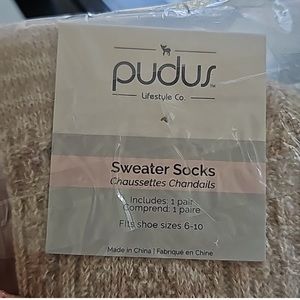 pudus™
Lifestyle Co.
Sweater Socks
Chaussettes Chandails
Includes: 1 pair
Comprend: 1 paire
Fits shoe sizes 6-10
Made in China | Fabriqué en Chine